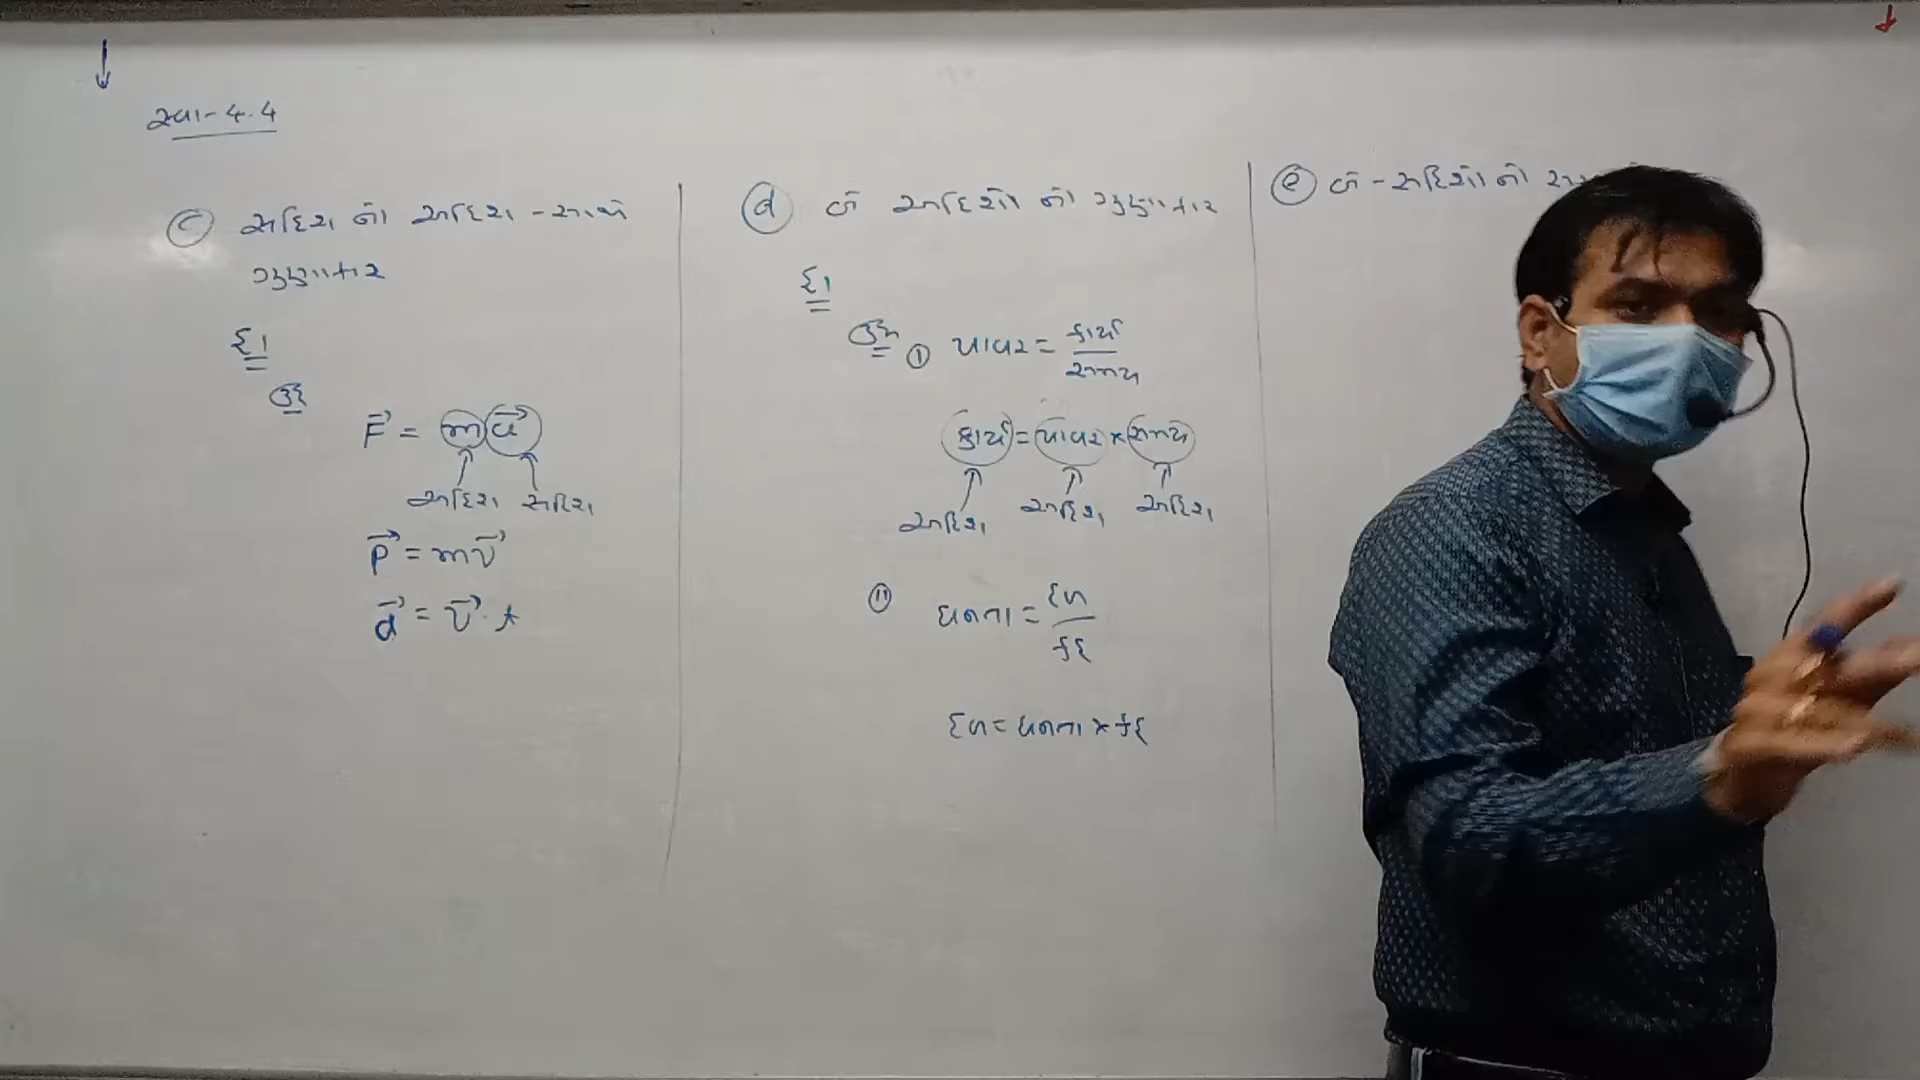 સ્વા-4.4
ⓒ સદિશ નો અદિશ - સાથે
ગુણાકાર
હા
ઉદા
F⃗ = m a⃗
અદિશ સદિશ
P⃗ = m v⃗
d⃗ = v⃗ · t
ⓓ બે અદિશો નો ગુણાકાર
હા
ઉદા ① પાવર = કાર્ય / સમય
કાર્ય = પાવર × સમય
અદિશ અદિશ અદિશ
ⅱ ઘનતા = દળ / કદ
દળ = ઘનતા × કદ
ⓔ બે - સદિશો નો